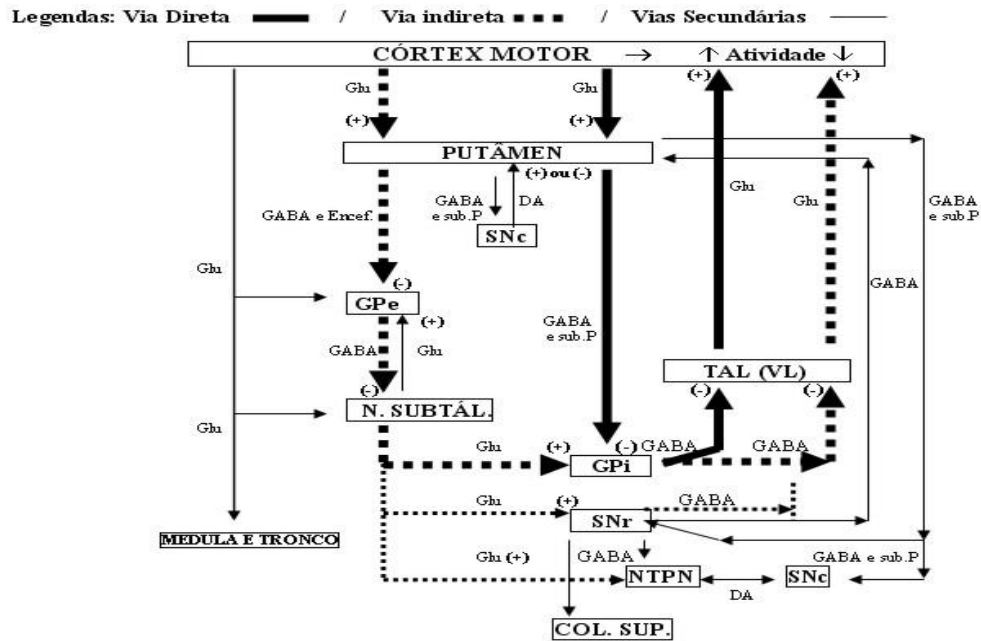 Legendas: Via Direta / Via indireta / Vias Secundárias
CÓRTEX MOTOR → ↑ Atividade ↓
(+) (+)
Glu Glu Glu
(+) (+)
PUTÂMEN
(+) ou (-)
GABA e sub.P DA
SNc
GABA e Encef.
Glu Glu
GABA e sub.P
Glu
GABA
(-)
GPe
(+)
GABA Glu
GABA e sub.P
TAL (VL)
(-) (-)
(-)
N. SUBTÁL.
Glu
Glu (+) (-) GABA GABA
GPi
Glu (+) GABA
SNr
MEDULA E TRONCO
Glu (+) GABA GABA e sub.P
NTPN SNc
DA
COL. SUP.